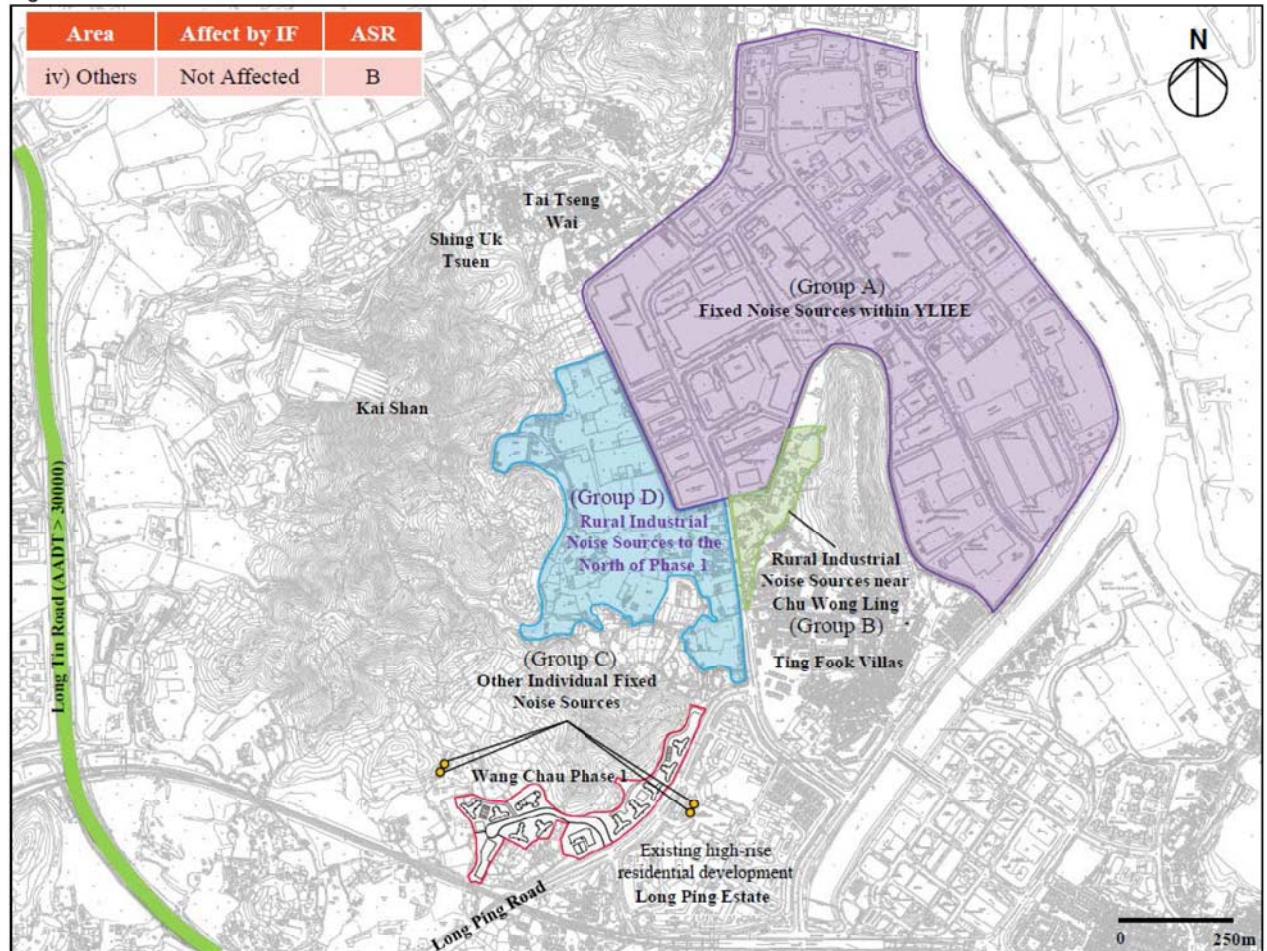 Area Affect by IF ASR
iv) Others Not Affected B
N
Tai Tseng
Wai
Shing Uk
Tsuen
(Group A)
Fixed Noise Sources within YLIEE
Kai Shan
Long Tin Road (AADT > 30000)
(Group D)
Rural Industrial
Noise Sources to the
North of Phase 1
Rural Industrial
Noise Sources near
Chu Wong Ling
(Group B)
Ting Fook Villas
(Group C)
Other Individual Fixed
Noise Sources
Wang Chau Phase 1
Existing high-rise
residential development
Long Ping Estate
Long Ping Road
0 250m